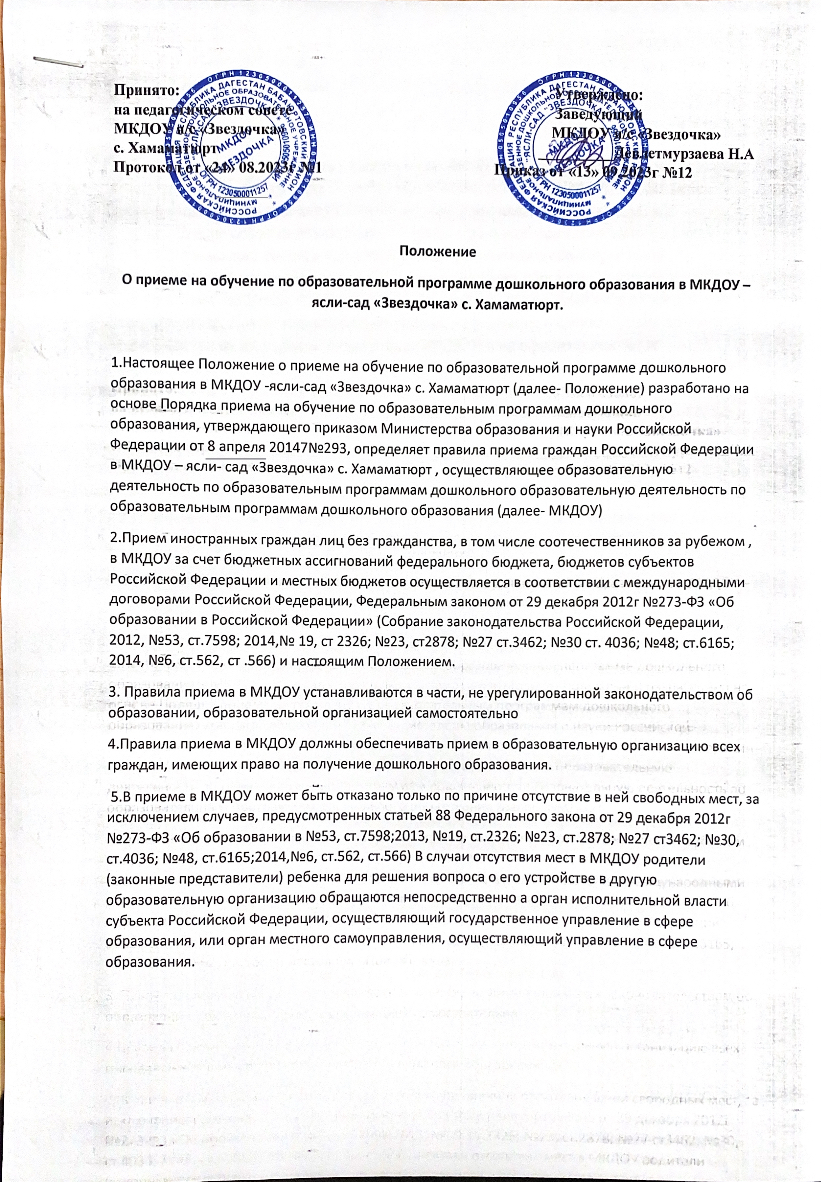 Принято:
на педагогическом совете
МКДОУ я/с «Звездочка»
с. Хамаматюрт
Протокол от «24» 08.2023г №1
Утверждено:
Заведующий
МКДОУ я/с «Звездочка»
Девлетмурзаева Н.А
Приказ от «13» 09.2023г №12
Положение
О приеме на обучение по образовательной программе дошкольного образования в МКДОУ –
ясли-сад «Звездочка» с. Хамаматюрт.
1.Настоящее Положение о приеме на обучение по образовательной программе дошкольного
образования в МКДОУ -ясли-сад «Звездочка» с. Хамаматюрт (далее- Положение) разработано на
основе Порядка приема на обучение по образовательным программам дошкольного
образования, утверждающего приказом Министерства образования и науки Российской
Федерации от 8 апреля 20147№293, определяет правила приема граждан Российской Федерации
в МКДОУ – ясли- сад «Звездочка» с. Хамаматюрт , осуществляющее образовательную
деятельность по образовательным программам дошкольного образовательную деятельность по
образовательным программам дошкольного образования (далее- МКДОУ)
2.Прием иностранных граждан лиц без гражданства, в том числе соотечественников за рубежом ,
в МКДОУ за счет бюджетных ассигнований федерального бюджета, бюджетов субъектов
Российской Федерации и местных бюджетов осуществляется в соответствии с международными
договорами Российской Федерации, Федеральным законом от 29 декабря 2012г №273-ФЗ «Об
образовании в Российской Федерации» (Собрание законодательства Российской Федерации,
2012, №53, ст.7598; 2014,№ 19, ст 2326; №23, ст2878; №27 ст.3462; №30 ст. 4036; №48; ст.6165;
2014, №6, ст.562, ст .566) и настоящим Положением.
3. Правила приема в МКДОУ устанавливаются в части, не урегулированной законодательством об
образовании, образовательной организацией самостоятельно
4.Правила приема в МКДОУ должны обеспечивать прием в образовательную организацию всех
граждан, имеющих право на получение дошкольного образования.
5.В приеме в МКДОУ может быть отказано только по причине отсутствие в ней свободных мест, за
исключением случаев, предусмотренных статьей 88 Федерального закона от 29 декабря 2012г
№273-ФЗ «Об образовании в №53, ст.7598;2013, №19, ст.2326; №23, ст.2878; №27 ст3462; №30,
ст.4036; №48, ст.6165;2014,№6, ст.562, ст.566) В случаи отсутствия мест в МКДОУ родители
(законные представители) ребенка для решения вопроса о его устройстве в другую
образовательную организацию обращаются непосредственно а орган исполнительной власти
субъекта Российской Федерации, осуществляющий государственное управление в сфере
образования, или орган местного самоуправления, осуществляющий управление в сфере
образования.